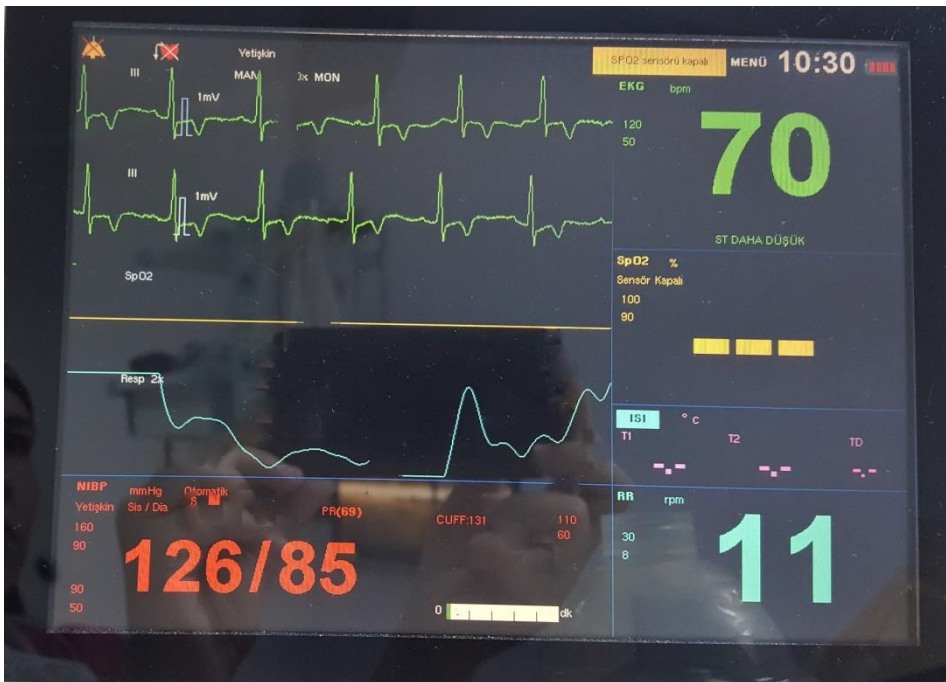 Yetişkin
SPO2 sensörü kapalı
MENÜ 10:30
III
MAN
MON
1mV
EKG bpm
120
50
70
ST DAHA DÜŞÜK
III
1mV
SpO2
SpO2 %
Sensör Kapalı
100
90
Resp 2x
ISI °c
T1 T2 TD
-.- -.- -.-
NIBP mmHg Otomatik
Yetişkin Sis / Dia
PR(69)
CUFF:131
160
90
126/85
90
50
110
60
0 dk
RR rpm
30
8
11